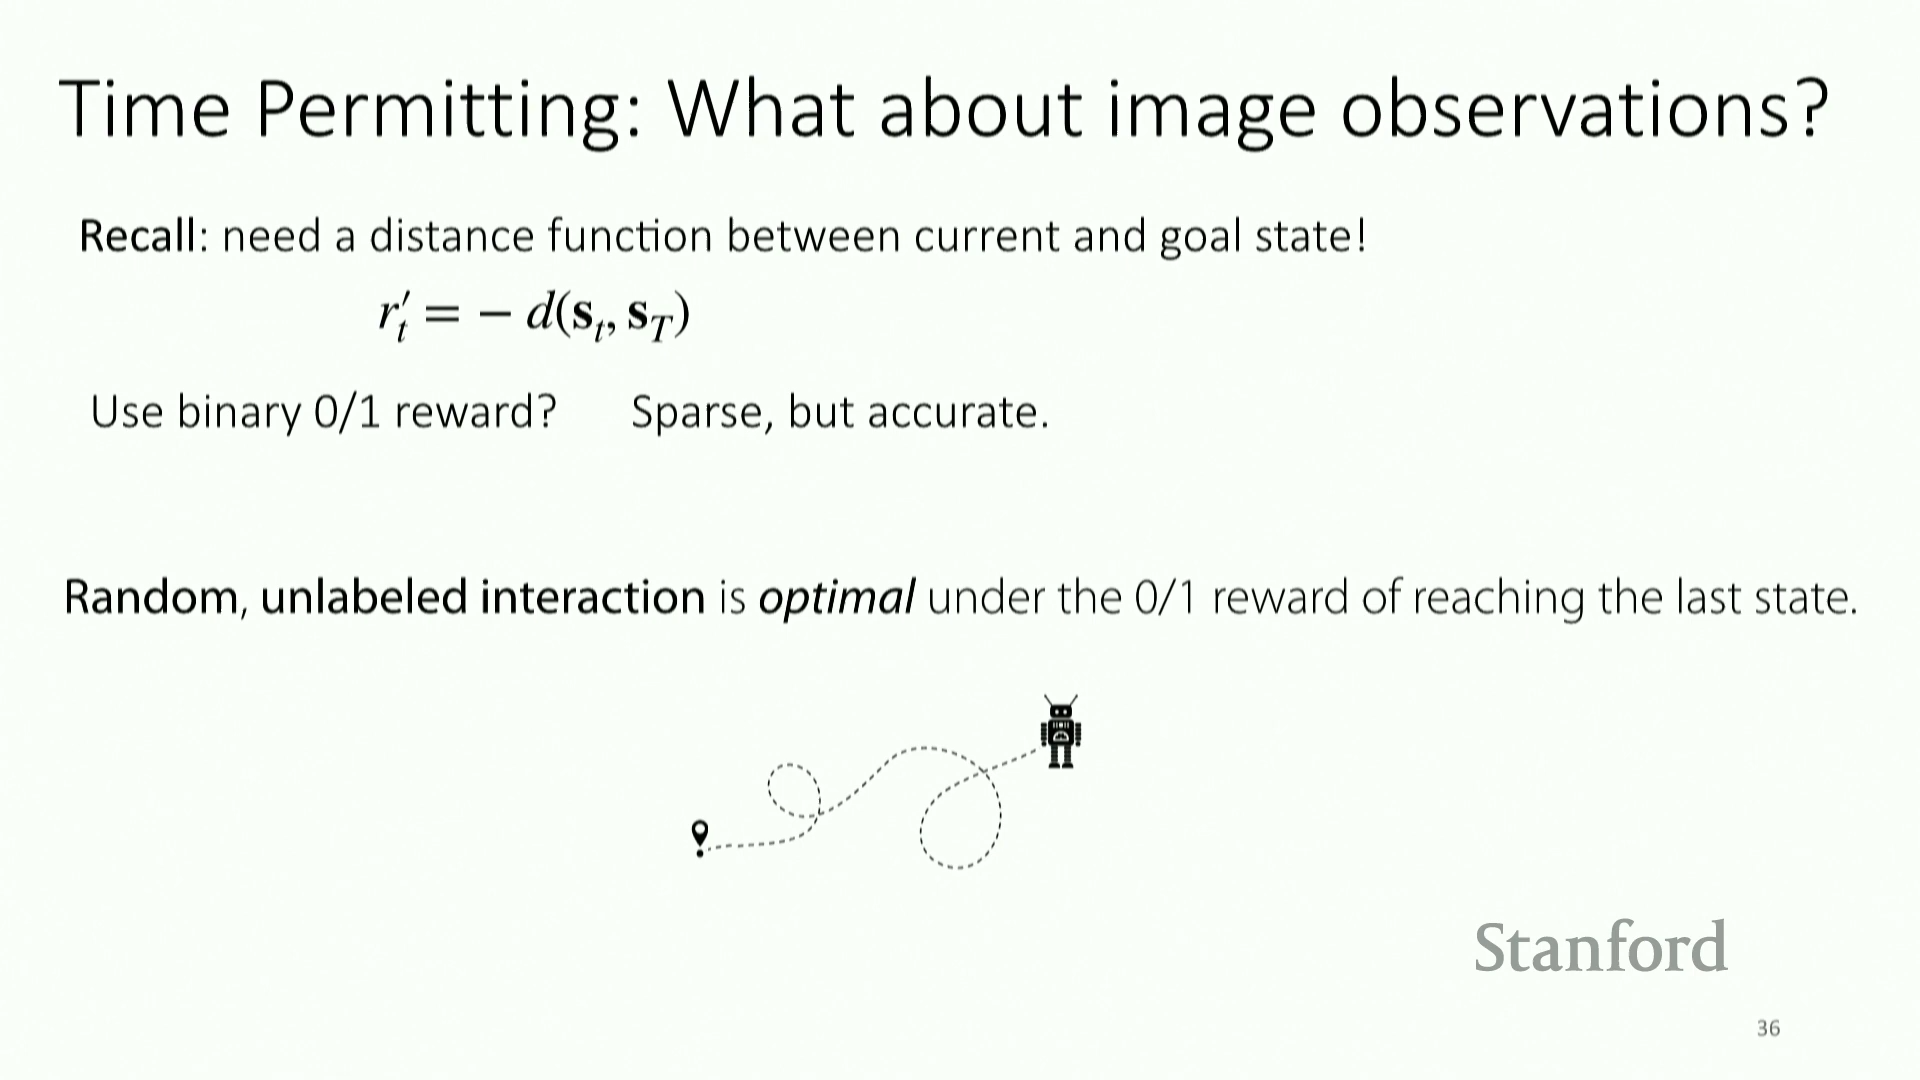 Time Permitting: What about image observations?
Recall: need a distance function between current and goal state!
r′_t = − d(s_t, s_T)
Use binary 0/1 reward? Sparse, but accurate.
Random, unlabeled interaction is optimal under the 0/1 reward of reaching the last state.
Stanford
36